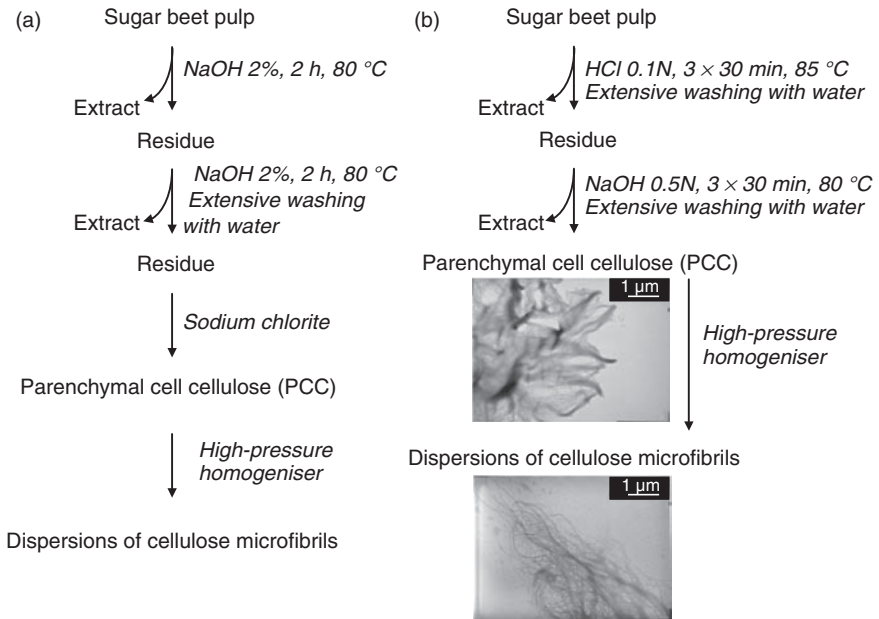 (a)
Sugar beet pulp
NaOH 2%, 2 h, 80 °C
Extract
Residue
NaOH 2%, 2 h, 80 °C
Extensive washing
with water
Extract
Residue
Sodium chlorite
Parenchymal cell cellulose (PCC)
High-pressure
homogeniser
Dispersions of cellulose microfibrils
(b)
Sugar beet pulp
HCl 0.1N, 3 × 30 min, 85 °C
Extensive washing with water
Extract
Residue
NaOH 0.5N, 3 × 30 min, 80 °C
Extensive washing with water
Extract
Parenchymal cell cellulose (PCC)
1 µm
High-pressure
homogeniser
Dispersions of cellulose microfibrils
1 µm